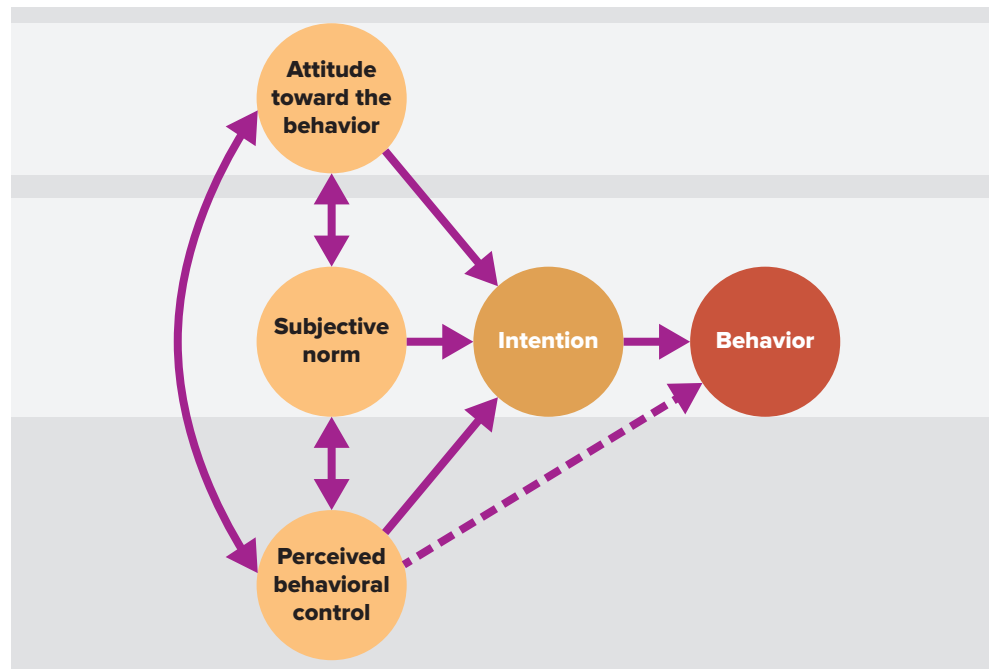 Attitude
toward the
behavior
Subjective
norm
Intention
Behavior
Perceived
behavioral
control